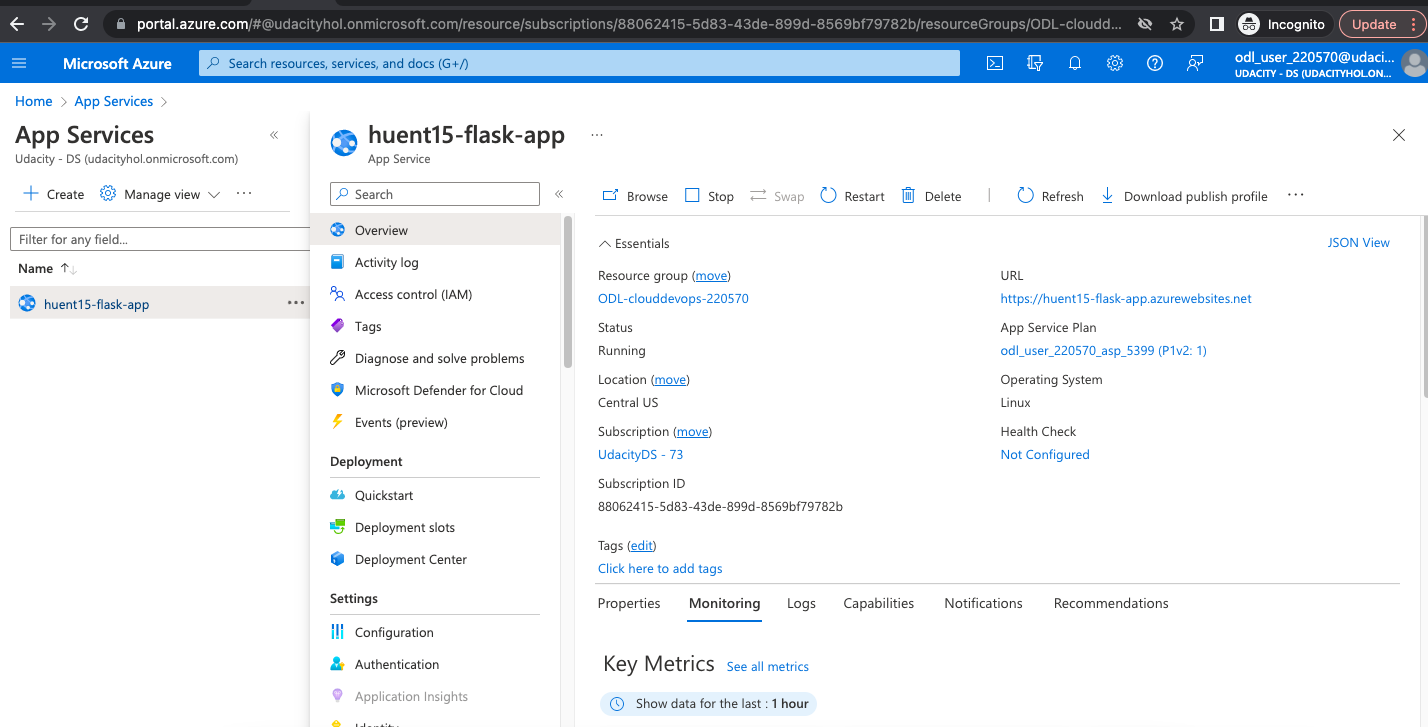 portal.azure.com/#@udacityhol.onmicrosoft.com/resource/subscriptions/88062415-5d83-43de-899d-8569bf79782b/resourceGroups/ODL-cloudd...
Incognito
Update
Microsoft Azure
Search resources, services, and docs (G+/)
odl_user_220570@udaci...
UDACITY - DS (UDACITYHOL.ON...
Home > App Services >
App Services
Udacity - DS (udacityhol.onmicrosoft.com)
Create
Manage view
...
Filter for any field...
Name
huent15-flask-app
...
huent15-flask-app
...
App Service
Search
Overview
Activity log
Access control (IAM)
Tags
Diagnose and solve problems
Microsoft Defender for Cloud
Events (preview)
Deployment
Quickstart
Deployment slots
Deployment Center
Settings
Configuration
Authentication
Application Insights
Identity
Browse
Stop
Swap
Restart
Delete
Refresh
Download publish profile
...
Essentials
JSON View
Resource group (move)
ODL-clouddevops-220570
Status
Running
Location (move)
Central US
Subscription (move)
UdacityDS - 73
Subscription ID
88062415-5d83-43de-899d-8569bf79782b
Tags (edit)
Click here to add tags
URL
https://huent15-flask-app.azurewebsites.net
App Service Plan
odl_user_220570_asp_5399 (P1v2: 1)
Operating System
Linux
Health Check
Not Configured
Properties
Monitoring
Logs
Capabilities
Notifications
Recommendations
Key Metrics
See all metrics
Show data for the last : 1 hour